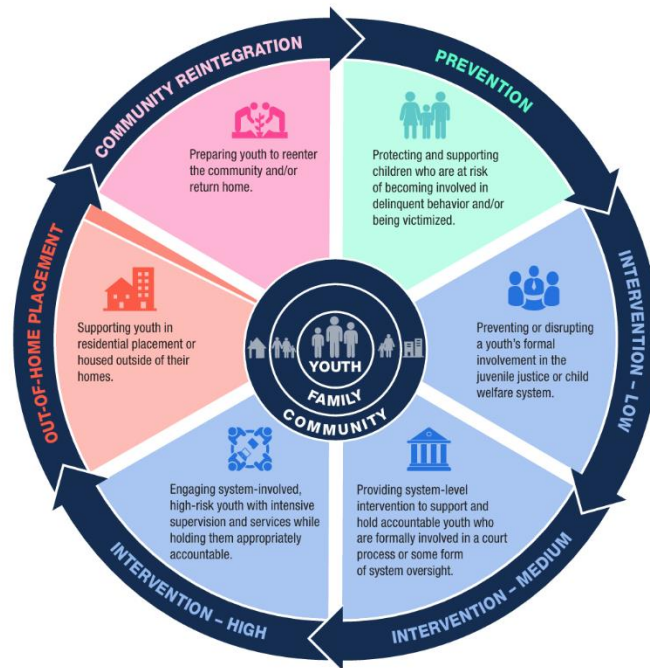 PREVENTION
Protecting and supporting
children who are at risk
of becoming involved in
delinquent behavior and/or
being victimized.
INTERVENTION – LOW
Preventing or disrupting
a youth's formal
involvement in the
juvenile justice or child
welfare system.
INTERVENTION – MEDIUM
Providing system-level
intervention to support and
hold accountable youth who
are formally involved in a court
process or some form
of system oversight.
INTERVENTION – HIGH
Engaging system-involved,
high-risk youth with intensive
supervision and services while
holding them appropriately
accountable.
OUT-OF-HOME PLACEMENT
Supporting youth in
residential placement or
housed outside of their
homes.
COMMUNITY REINTEGRATION
Preparing youth to reenter
the community and/or
return home.
YOUTH
FAMILY
COMMUNITY